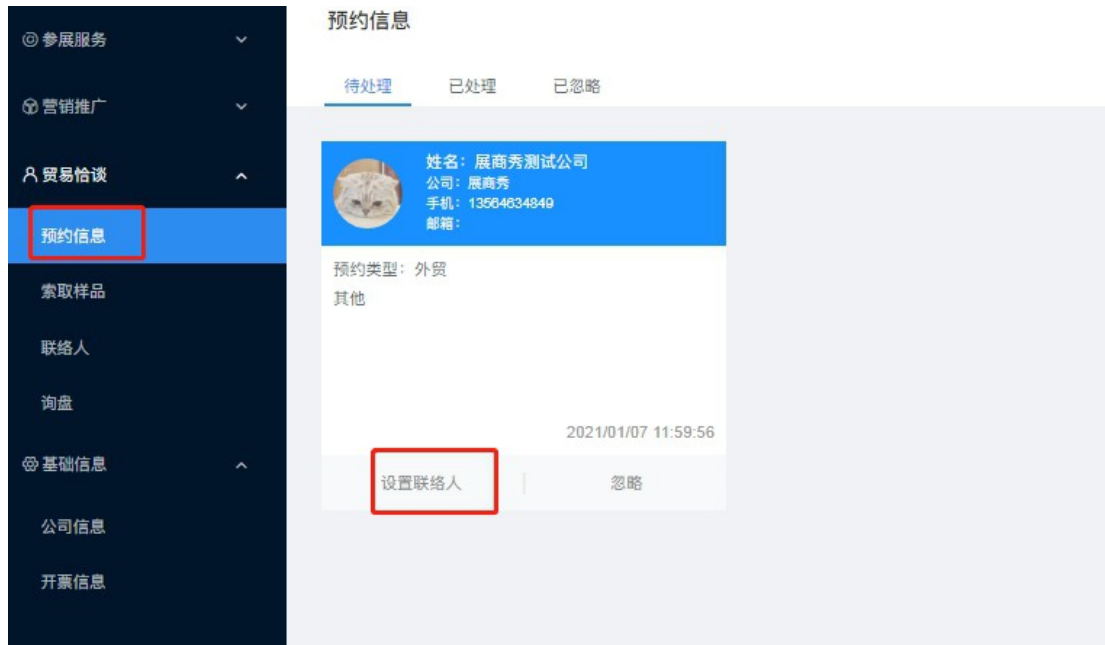 参展服务
营销推广
贸易恰谈
预约信息
索取样品
联络人
询盘
基础信息
公司信息
开票信息
预约信息
待处理 已处理 已忽略
姓名：展商秀测试公司
公司：展商秀
手机：13564634849
邮箱：
预约类型：外贸
其他
2021/01/07 11:59:56
设置联络人 忽略